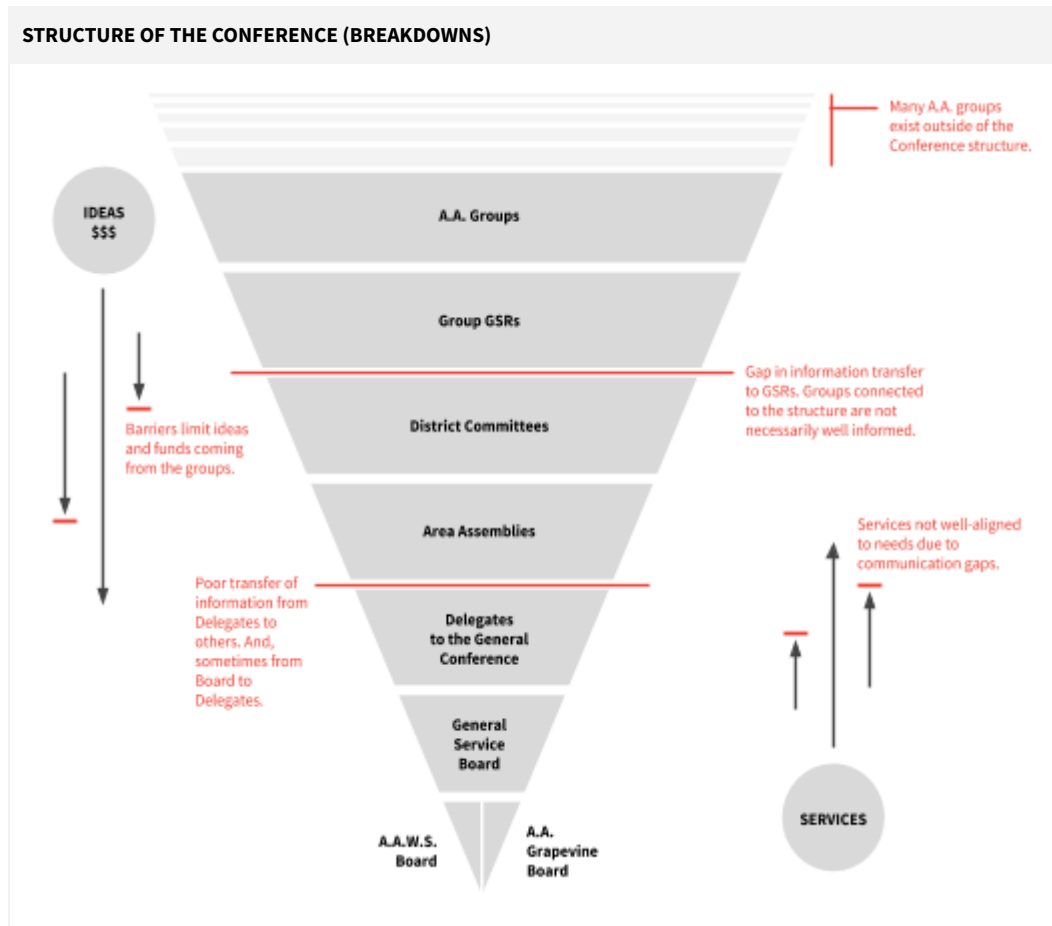 STRUCTURE OF THE CONFERENCE (BREAKDOWNS)
Many A.A. groups
exist outside of the
Conference structure.
IDEAS
$$$
A.A. Groups
Group GSRs
Gap in information transfer
to GSRs. Groups connected
to the structure are not
necessarily well informed.
District Committees
Barriers limit ideas
and funds coming
from the groups.
Area Assemblies
Services not well-aligned
to needs due to
communication gaps.
Poor transfer of
information from
Delegates to
others. And,
sometimes from
Board to
Delegates.
Delegates
to the General
Conference
General
Service
Board
SERVICES
A.A.W.S.
Board
A.A.
Grapevine
Board